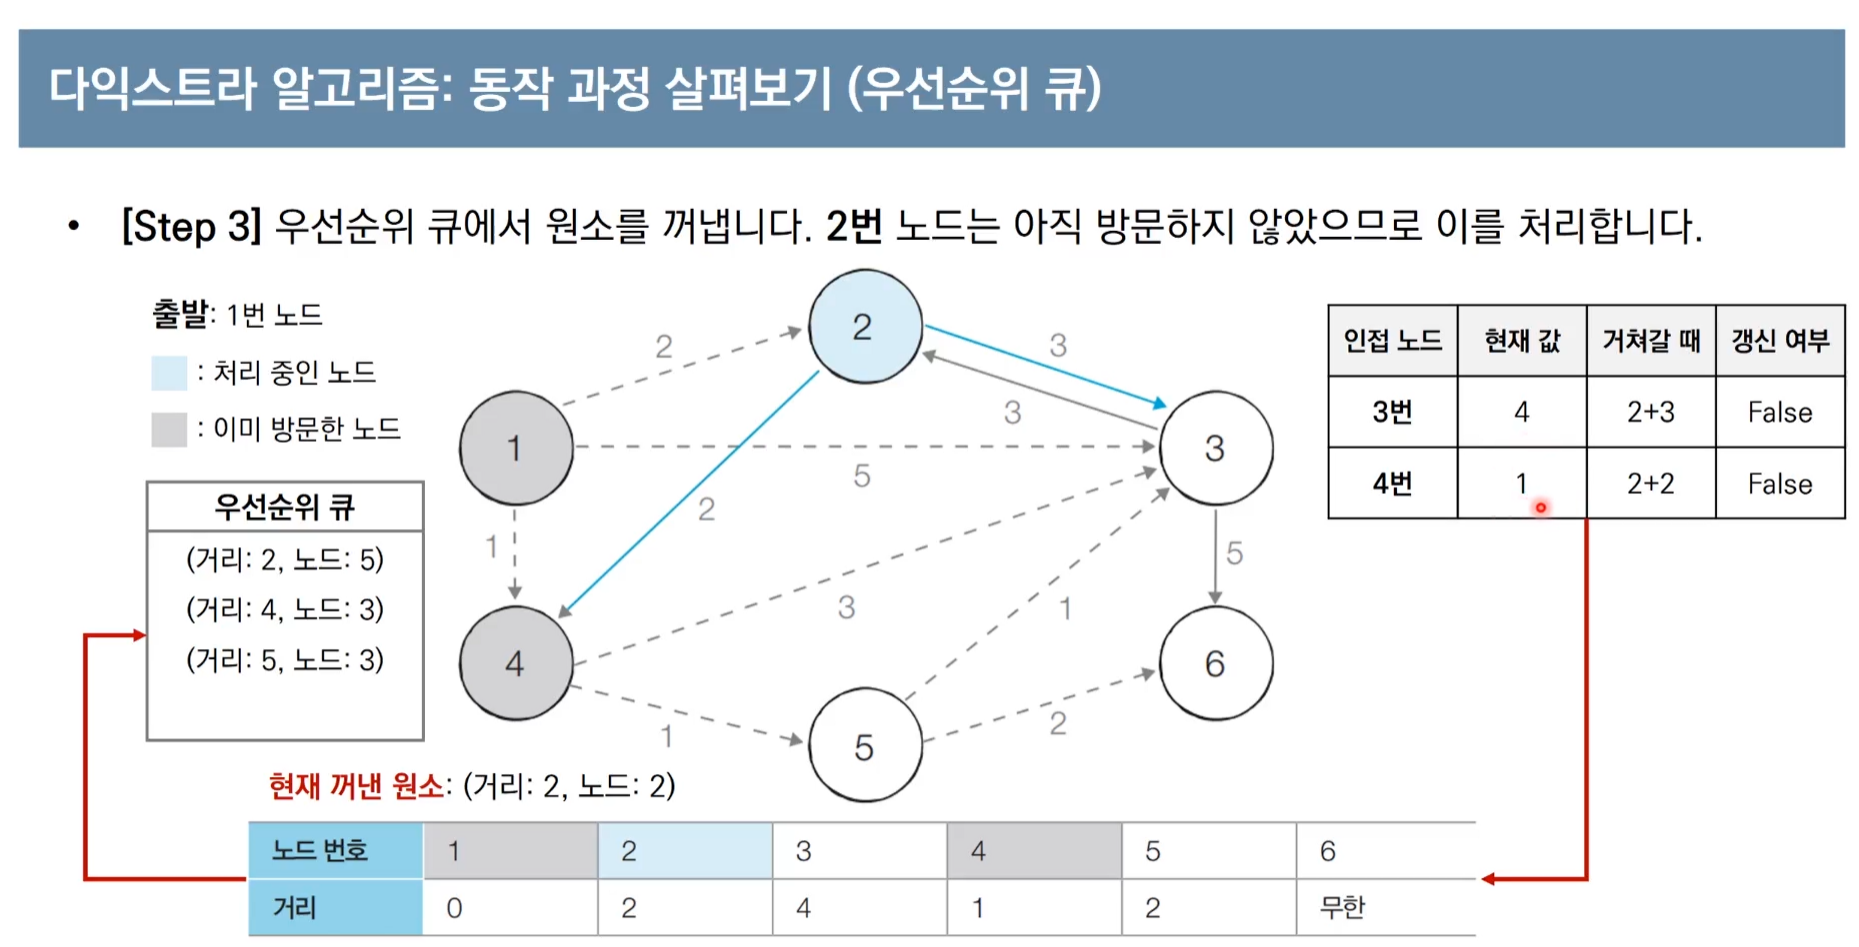 다익스트라 알고리즘: 동작 과정 살펴보기 (우선순위 큐)
• [Step 3] 우선순위 큐에서 원소를 꺼냅니다. 2번 노드는 아직 방문하지 않았으므로 이를 처리합니다.
출발: 1번 노드
: 처리 중인 노드
: 이미 방문한 노드
우선순위 큐
(거리: 2, 노드: 5)
(거리: 4, 노드: 3)
(거리: 5, 노드: 3)
2
2
3
3
1
5
3
2
1
5
3
1
4
6
1
5
2
인접 노드 현재 값 거쳐갈 때 갱신 여부
3번 4 2+3 False
4번 1 2+2 False
현재 꺼낸 원소: (거리: 2, 노드: 2)
노드 번호 1 2 3 4 5 6
거리 0 2 4 1 2 무한